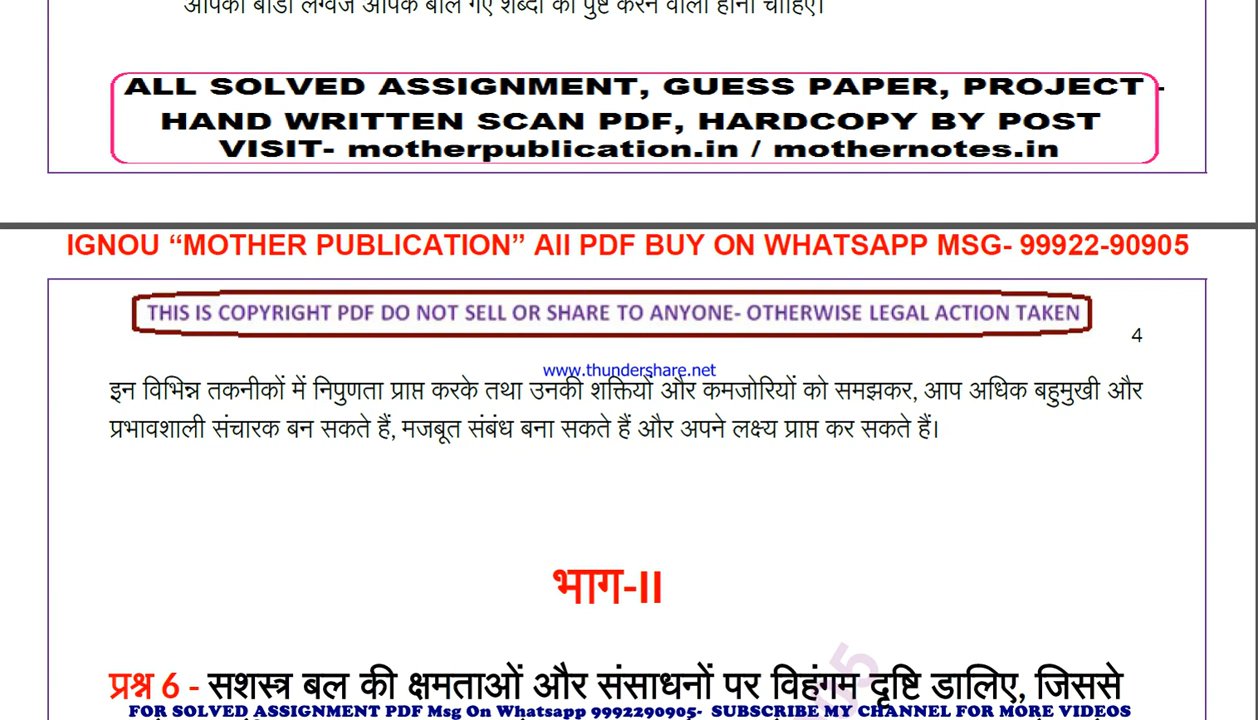 आपकी बॉडी लैंग्वेज आपके बोले गए शब्दों की पुष्टि करने वाली होनी चाहिए।
ALL SOLVED ASSIGNMENT, GUESS PAPER, PROJECT -
HAND WRITTEN SCAN PDF, HARDCOPY BY POST
VISIT- motherpublication.in / mothernotes.in
IGNOU “MOTHER PUBLICATION” All PDF BUY ON WHATSAPP MSG- 99922-90905
THIS IS COPYRIGHT PDF DO NOT SELL OR SHARE TO ANYONE- OTHERWISE LEGAL ACTION TAKEN
4
www.thundershare.net
इन विभिन्न तकनीकों में निपुणता प्राप्त करके तथा उनकी शक्तियों और कमजोरियों को समझकर, आप अधिक बहुमुखी और
प्रभावशाली संचारक बन सकते हैं, मजबूत संबंध बना सकते हैं और अपने लक्ष्य प्राप्त कर सकते हैं।
भाग-II
प्रश्न 6 - सशस्त्र बल की क्षमताओं और संसाधनों पर विहंगम दृष्टि डालिए, जिससे
FOR SOLVED ASSIGNMENT PDF Msg On Whatsapp 9992290905- SUBSCRIBE MY CHANNEL FOR MORE VIDEOS